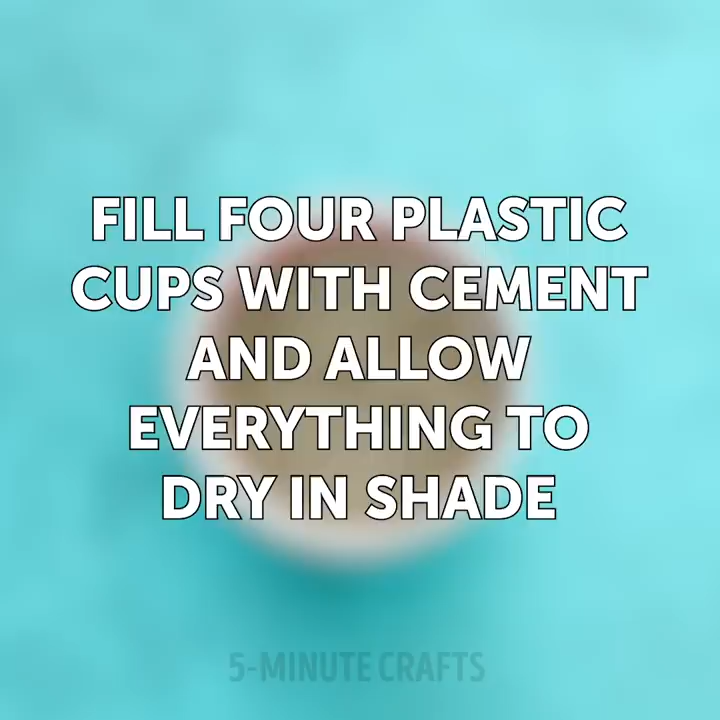 FILL FOUR PLASTIC
CUPS WITH CEMENT
AND ALLOW
EVERYTHING TO
DRY IN SHADE
5-MINUTE CRAFTS